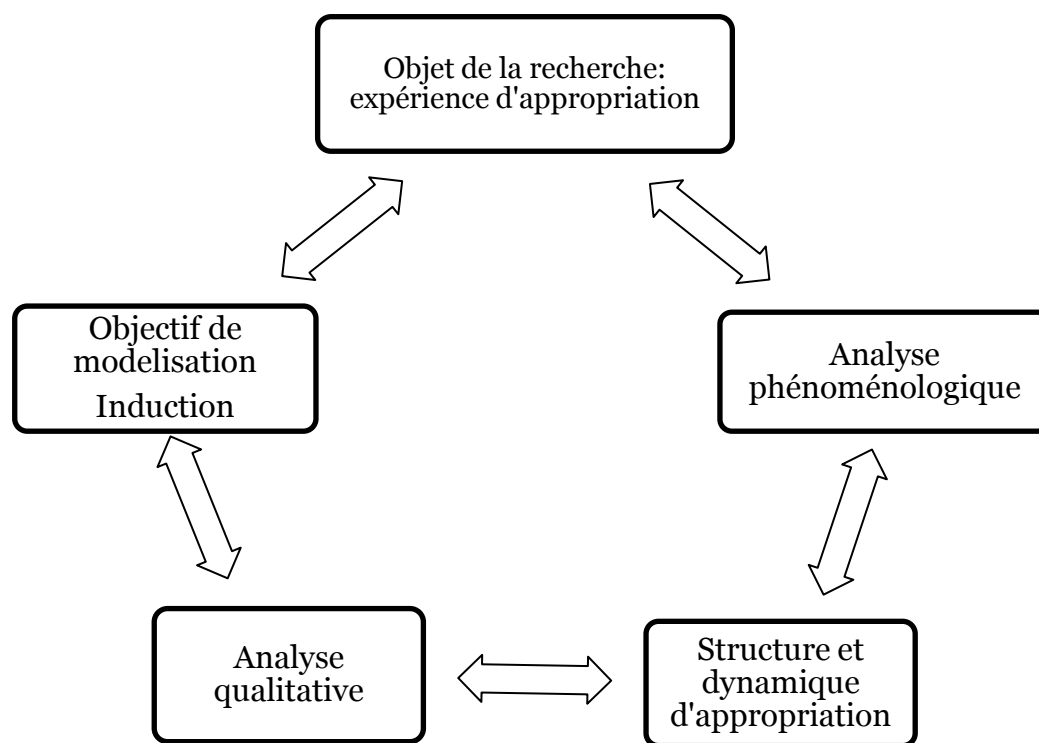 Objet de la recherche:
expérience d'appropriation
Objectif de
modelisation
Induction
Analyse
phénoménologique
Analyse
qualitative
Structure et
dynamique
d'appropriation